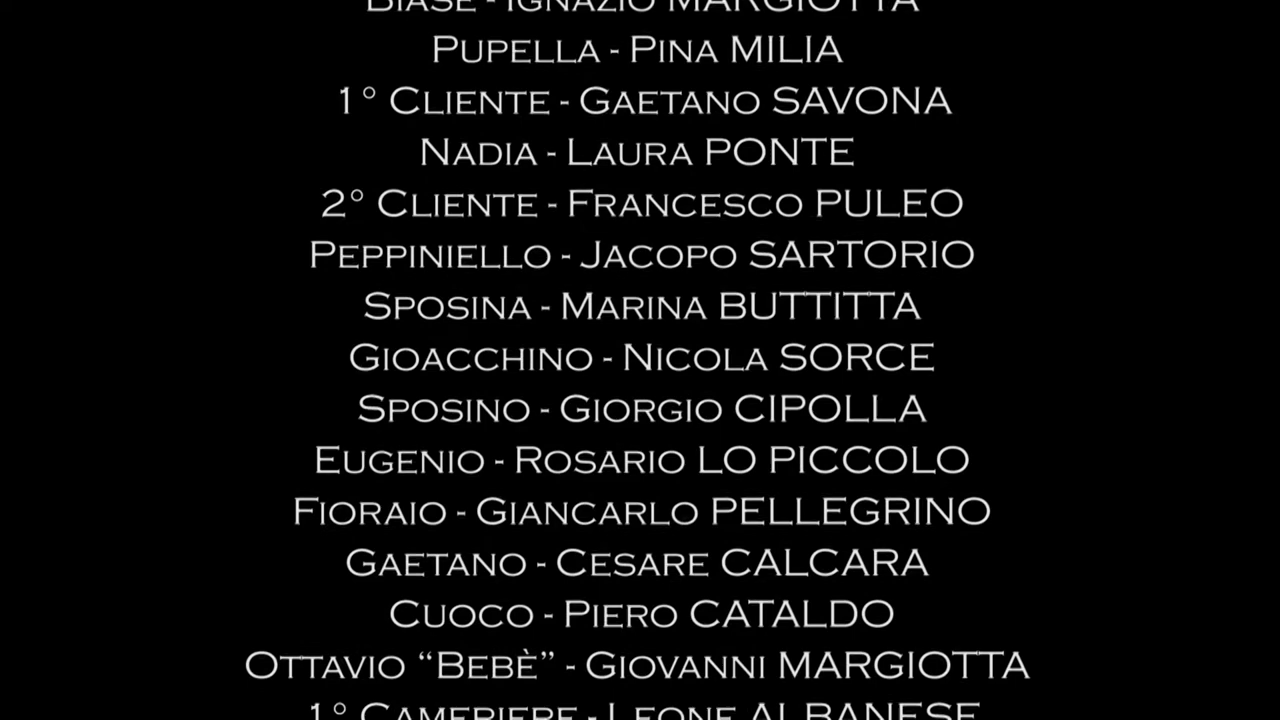 Biase - Ignazio MARGIOTTA
Pupella - Pina MILIA
1° Cliente - Gaetano SAVONA
Nadia - Laura PONTE
2° Cliente - Francesco PULEO
Peppiniello - Jacopo SARTORIO
Sposina - Marina BUTTITTA
Gioacchino - Nicola SORCE
Sposino - Giorgio CIPOLLA
Eugenio - Rosario LO PICCOLO
Fioraio - Giancarlo PELLEGRINO
Gaetano - Cesare CALCARA
Cuoco - Piero CATALDO
Ottavio “Bebè” - Giovanni MARGIOTTA
1° Cameriere - Leone ALBANESE